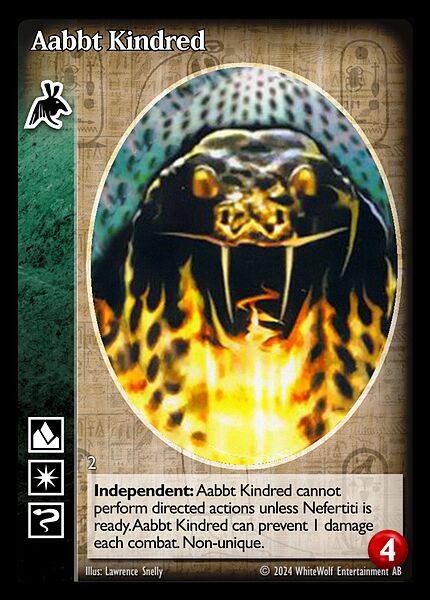 Aabbt Kindred
2
Independent: Aabbt Kindred cannot
perform directed actions unless Nefertiti is
ready. Aabbt Kindred can prevent 1 damage
each combat. Non-unique.
4
Illus: Lawrence Snelly © 2024 WhiteWolf Entertainment AB